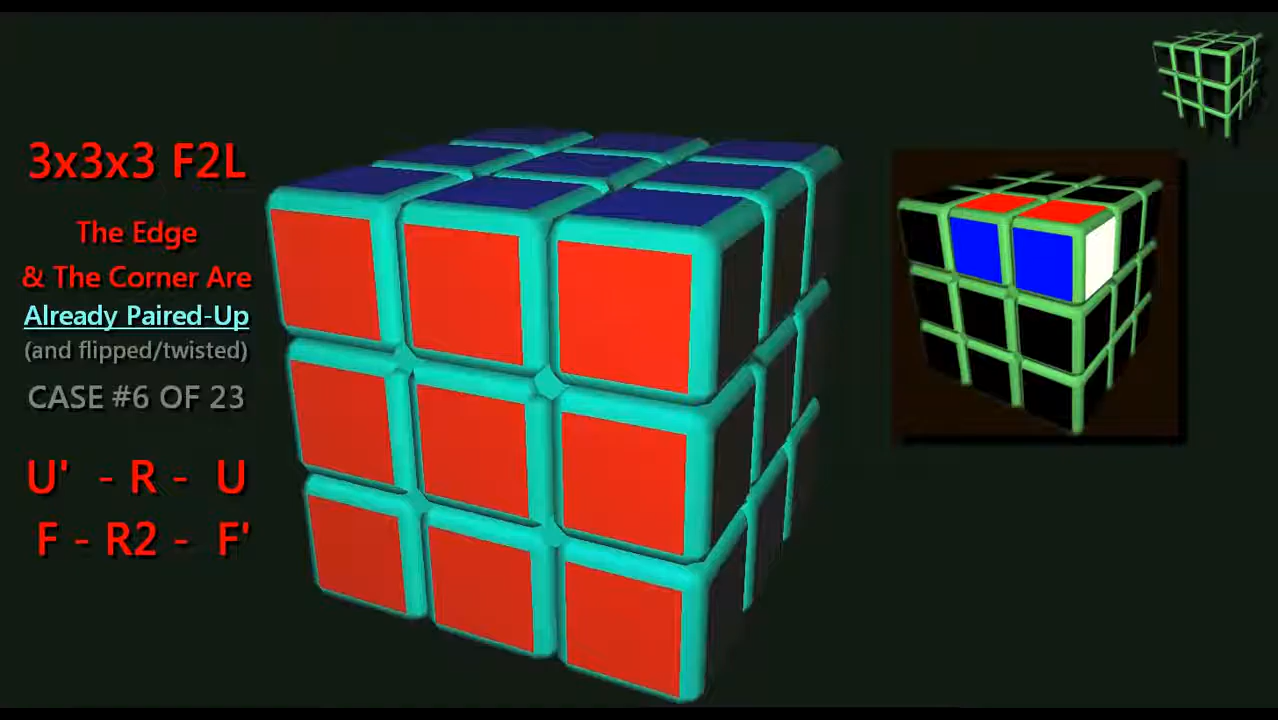 3x3x3 F2L
The Edge
& The Corner Are
Already Paired-Up
(and flipped/twisted)
CASE #6 OF 23
U' - R - U
F - R2 - F'